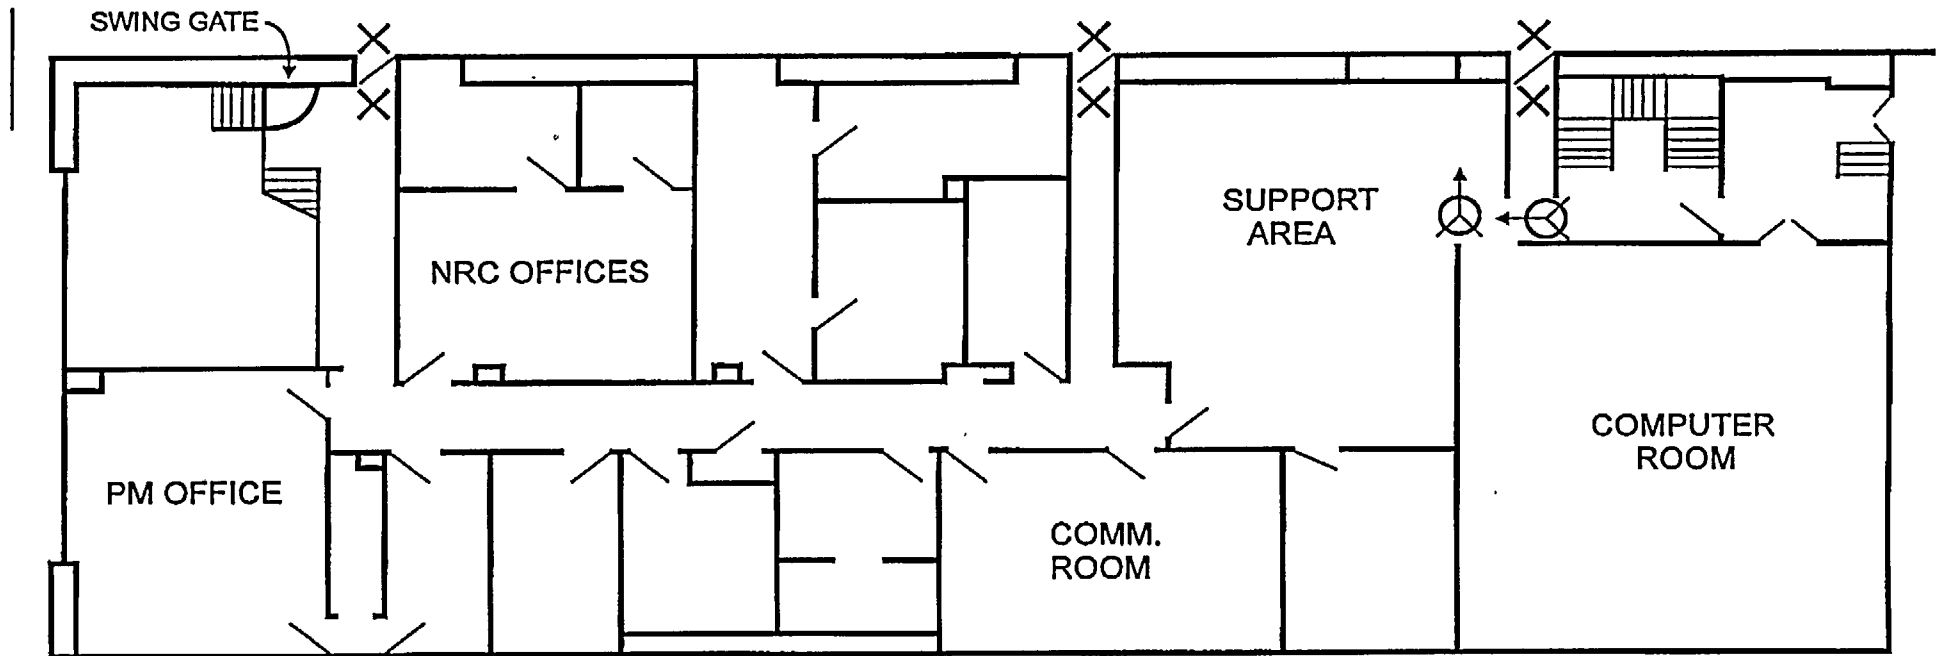 SWING GATE
SUPPORT
AREA
NRC OFFICES
COMPUTER
ROOM
PM OFFICE
COMM.
ROOM